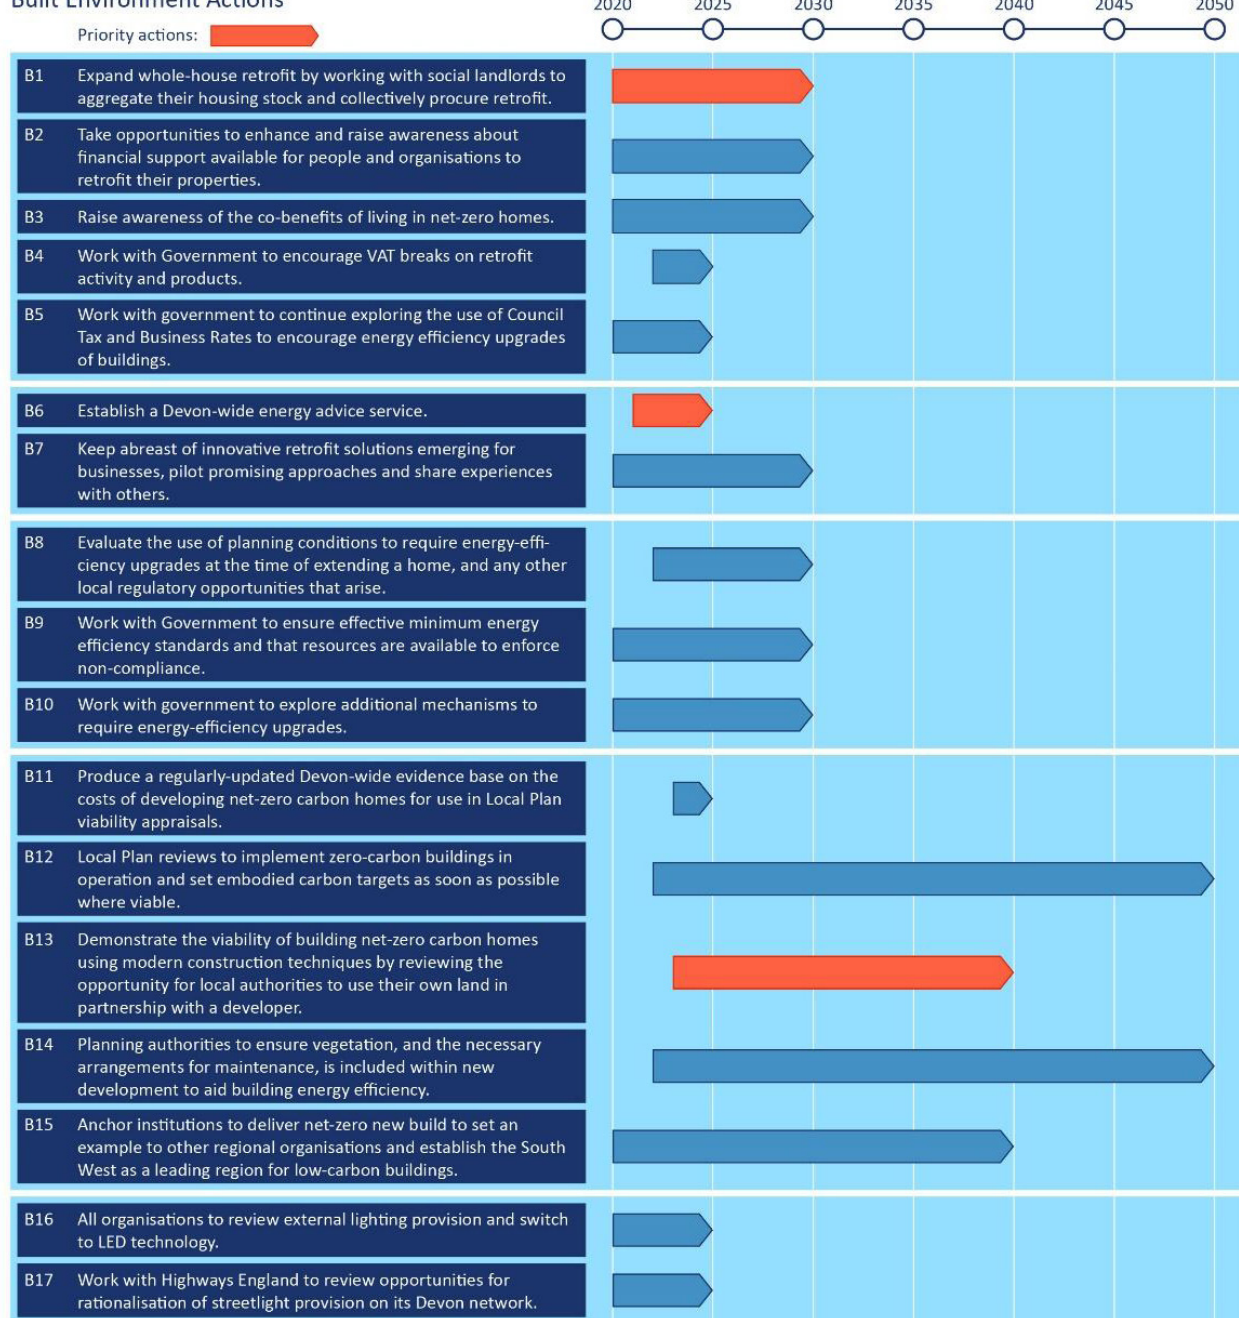 Built Environment Actions
2020 2025 2030 2035 2040 2045 2050
Priority actions:
B1 Expand whole-house retrofit by working with social landlords to
aggregate their housing stock and collectively procure retrofit.
B2 Take opportunities to enhance and raise awareness about
financial support available for people and organisations to
retrofit their properties.
B3 Raise awareness of the co-benefits of living in net-zero homes.
B4 Work with Government to encourage VAT breaks on retrofit
activity and products.
B5 Work with government to continue exploring the use of Council
Tax and Business Rates to encourage energy efficiency upgrades
of buildings.
B6 Establish a Devon-wide energy advice service.
B7 Keep abreast of innovative retrofit solutions emerging for
businesses, pilot promising approaches and share experiences
with others.
B8 Evaluate the use of planning conditions to require energy-effi-
ciency upgrades at the time of extending a home, and any other
local regulatory opportunities that arise.
B9 Work with Government to ensure effective minimum energy
efficiency standards and that resources are available to enforce
non-compliance.
B10 Work with government to explore additional mechanisms to
require energy-efficiency upgrades.
B11 Produce a regularly-updated Devon-wide evidence base on the
costs of developing net-zero carbon homes for use in Local Plan
viability appraisals.
B12 Local Plan reviews to implement zero-carbon buildings in
operation and set embodied carbon targets as soon as possible
where viable.
B13 Demonstrate the viability of building net-zero carbon homes
using modern construction techniques by reviewing the
opportunity for local authorities to use their own land in
partnership with a developer.
B14 Planning authorities to ensure vegetation, and the necessary
arrangements for maintenance, is included within new
development to aid building energy efficiency.
B15 Anchor institutions to deliver net-zero new build to set an
example to other regional organisations and establish the South
West as a leading region for low-carbon buildings.
B16 All organisations to review external lighting provision and switch
to LED technology.
B17 Work with Highways England to review opportunities for
rationalisation of streetlight provision on its Devon network.